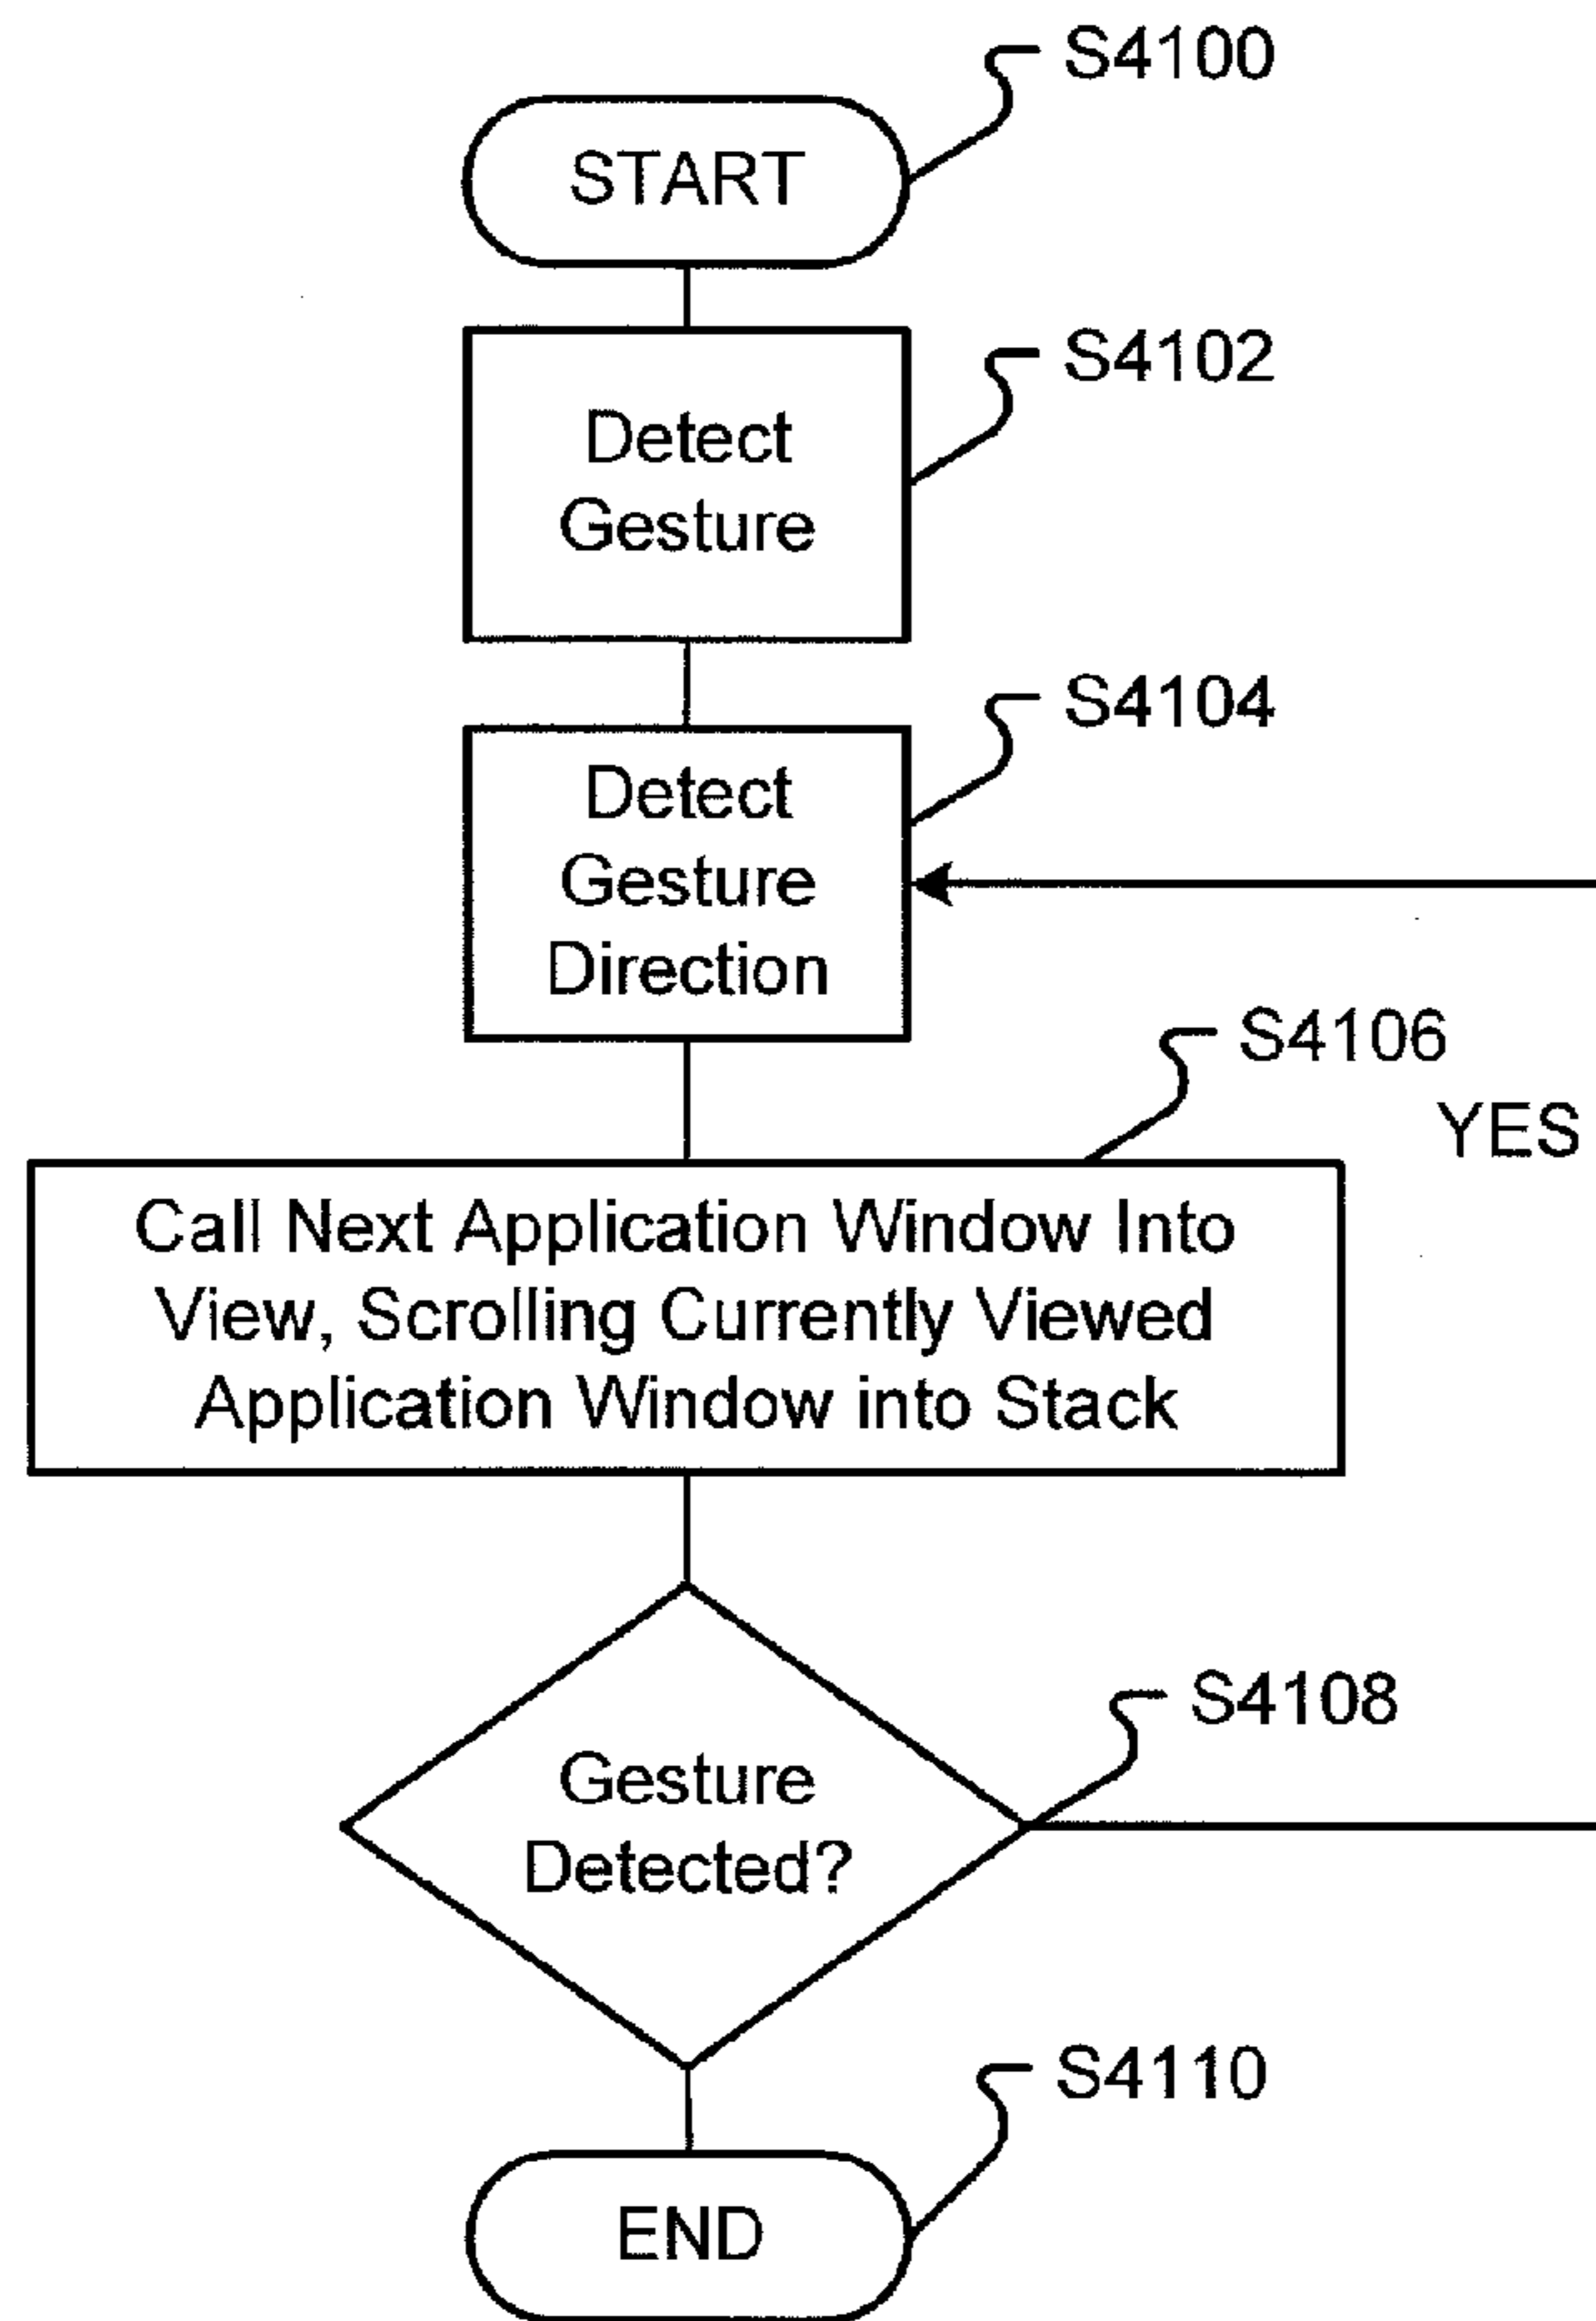 S4100
START
S4102
Detect
Gesture
S4104
Detect
Gesture
Direction
S4106
YES
Call Next Application Window Into
View, Scrolling Currently Viewed
Application Window into Stack
S4108
Gesture
Detected?
S4110
END